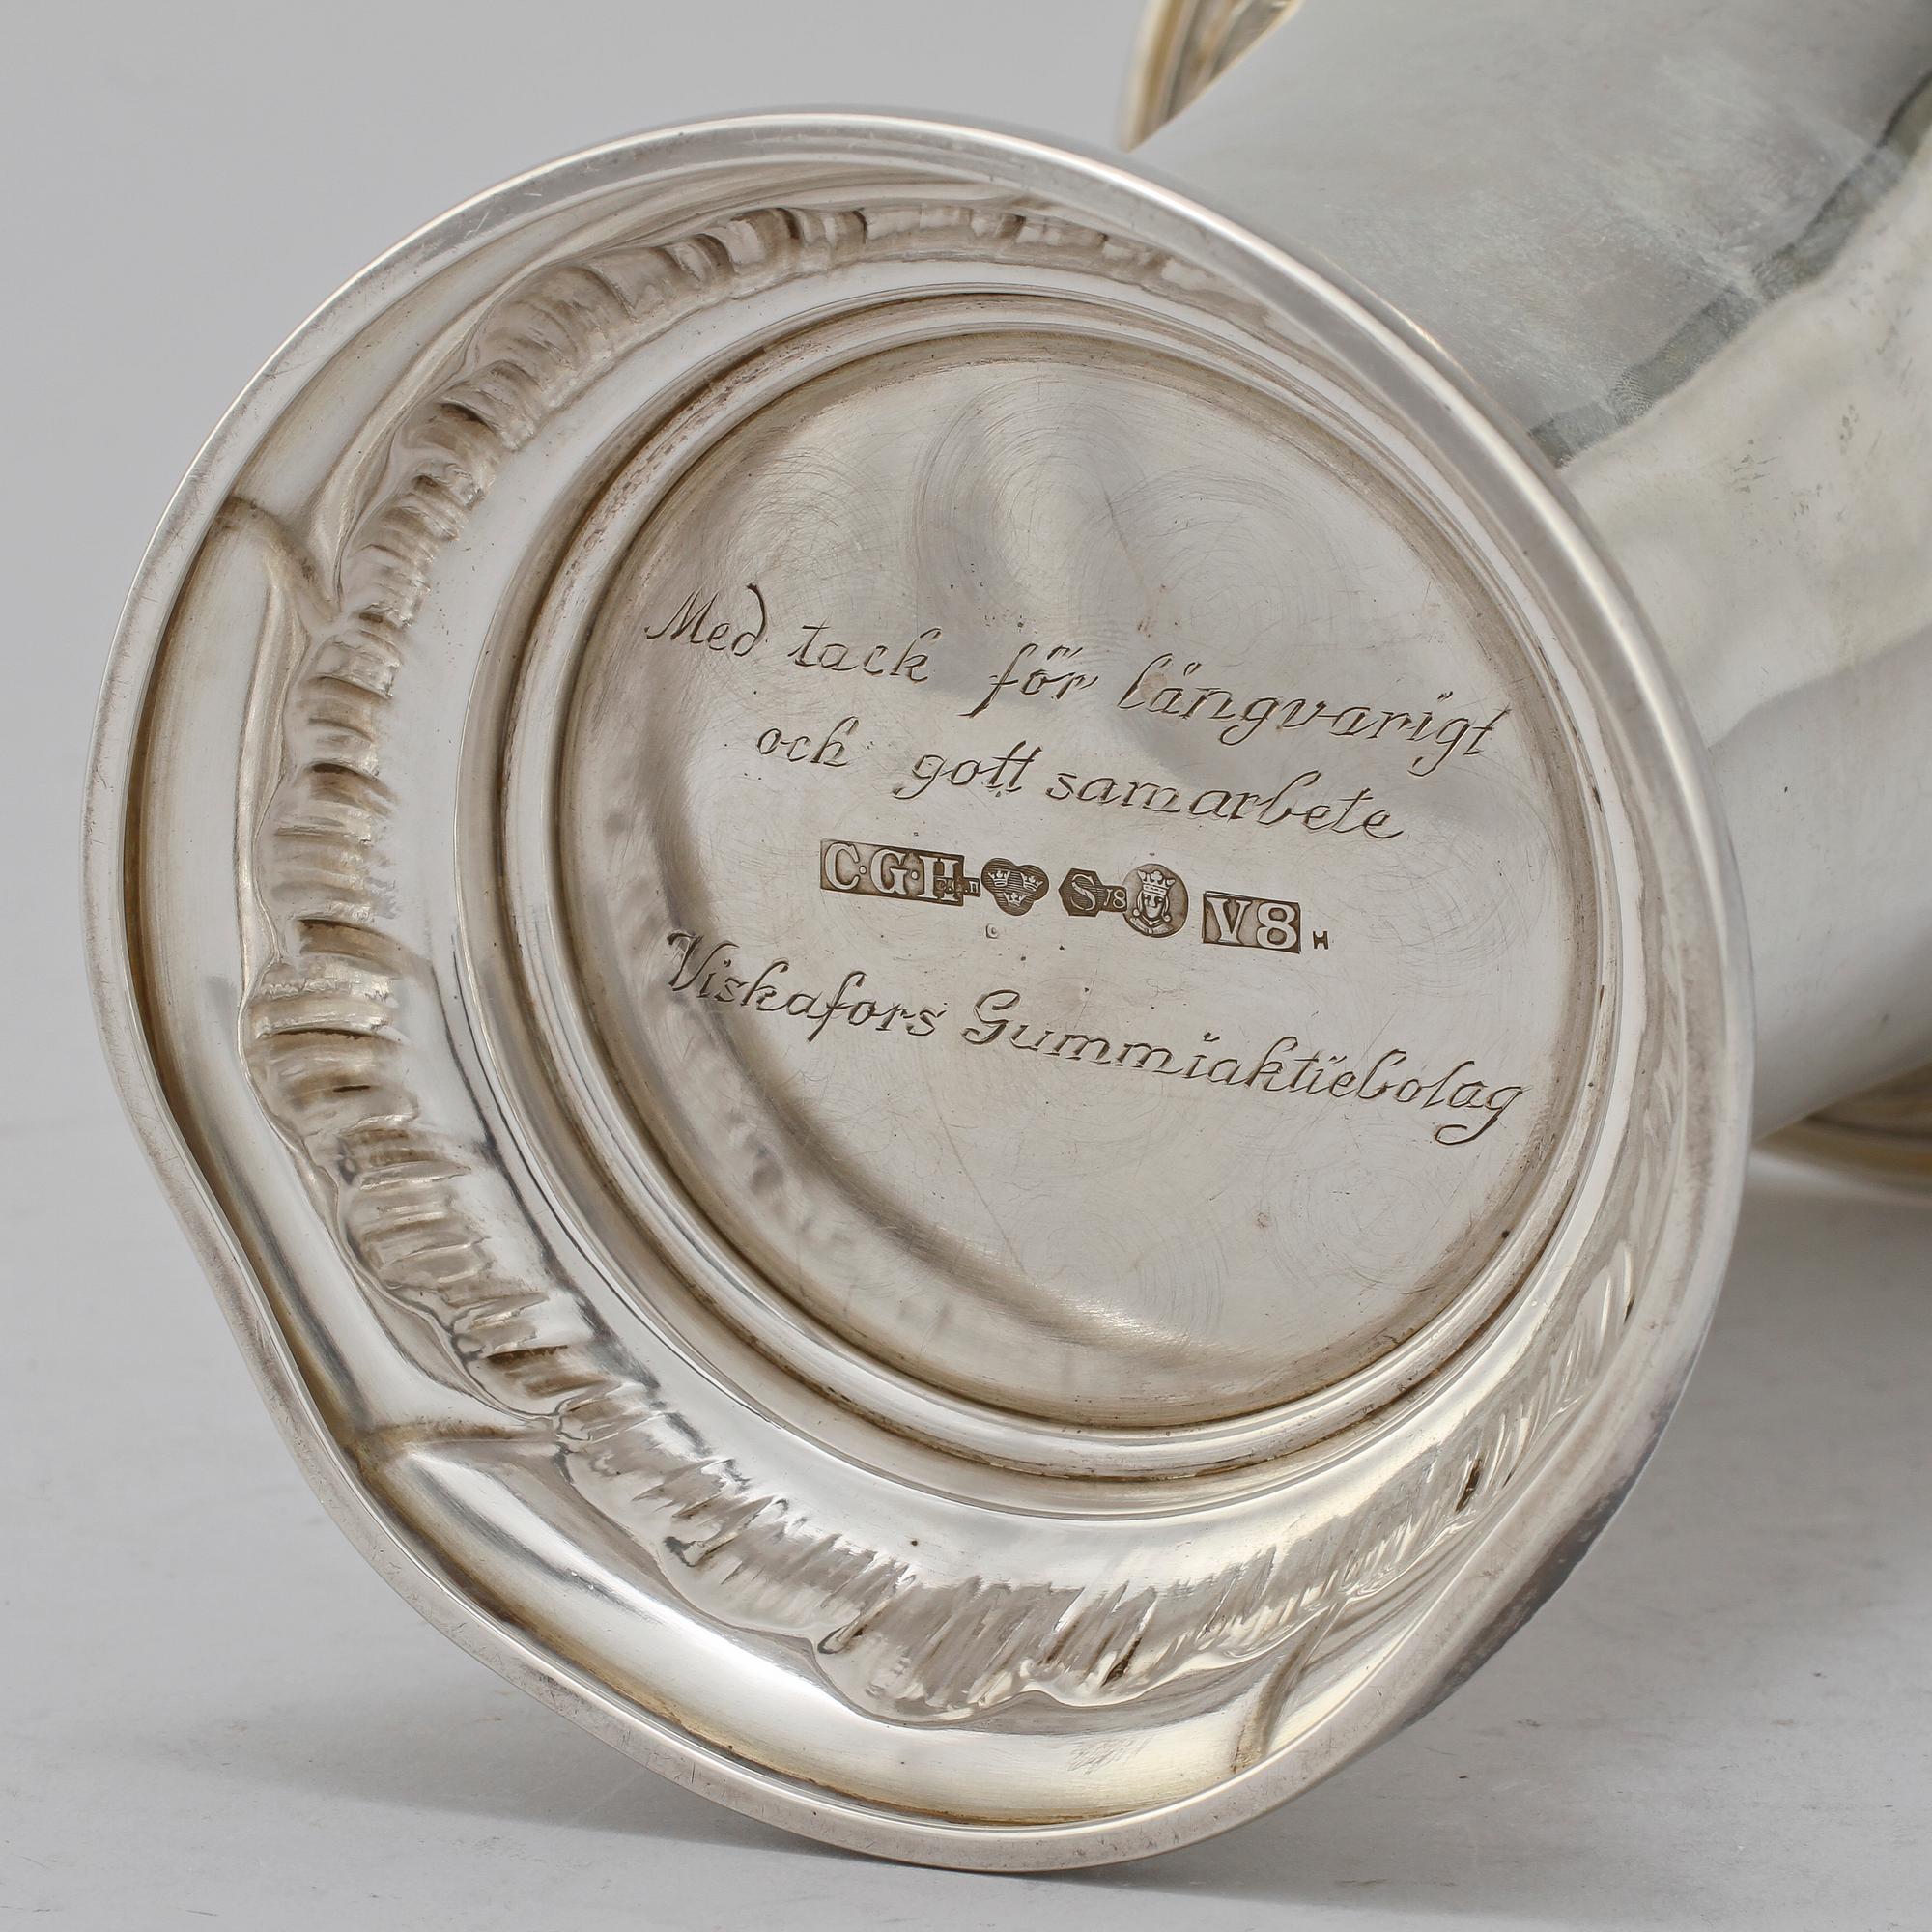 Med tack för långvarigt
och gott samarbete
C·G·H S V8 H
Viskafors Gummiaktiebolag